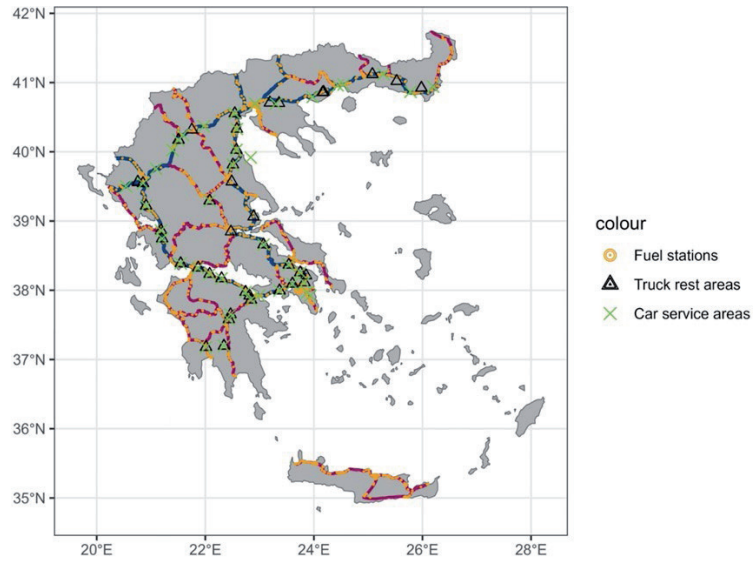 42°N
41°N
40°N
39°N
38°N
37°N
36°N
35°N
20°E 22°E 24°E 26°E 28°E
colour
Fuel stations
Truck rest areas
Car service areas